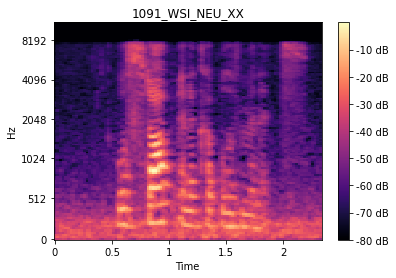 1091_WSI_NEU_XX
8192
4096
2048
1024
512
0
Hz
0
0.5
1
1.5
2
Time
-10 dB
-20 dB
-30 dB
-40 dB
-50 dB
-60 dB
-70 dB
-80 dB